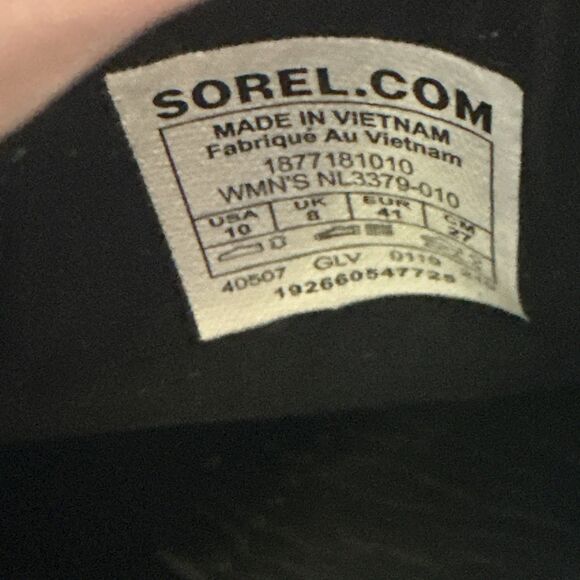 SOREL.COM
MADE IN VIETNAM
Fabriqué Au Vietnam
1877181010
WMN'S NL3379-010
USA UK EUR CM
10 8 41 27
40507 GLV 0119
192660547725